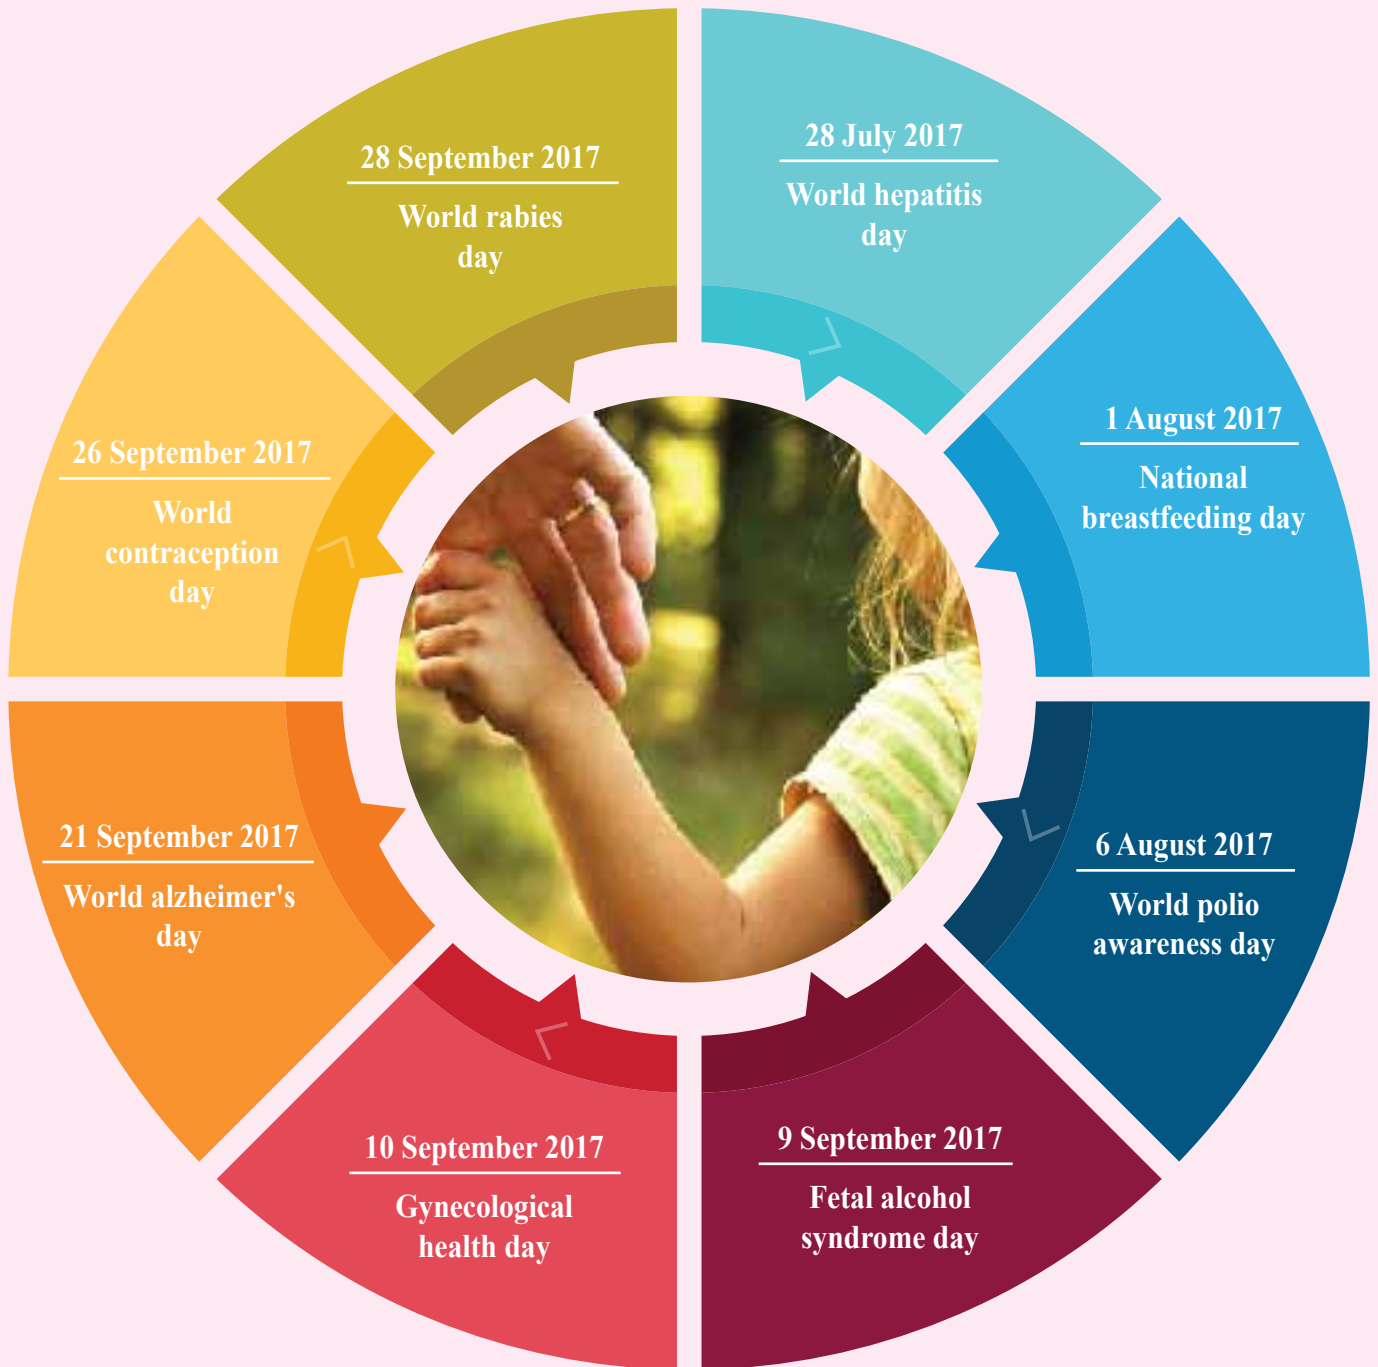 28 July 2017
World hepatitis
day
1 August 2017
National
breastfeeding day
6 August 2017
World polio
awareness day
9 September 2017
Fetal alcohol
syndrome day
10 September 2017
Gynecological
health day
21 September 2017
World alzheimer's
day
26 September 2017
World
contraception
day
28 September 2017
World rabies
day